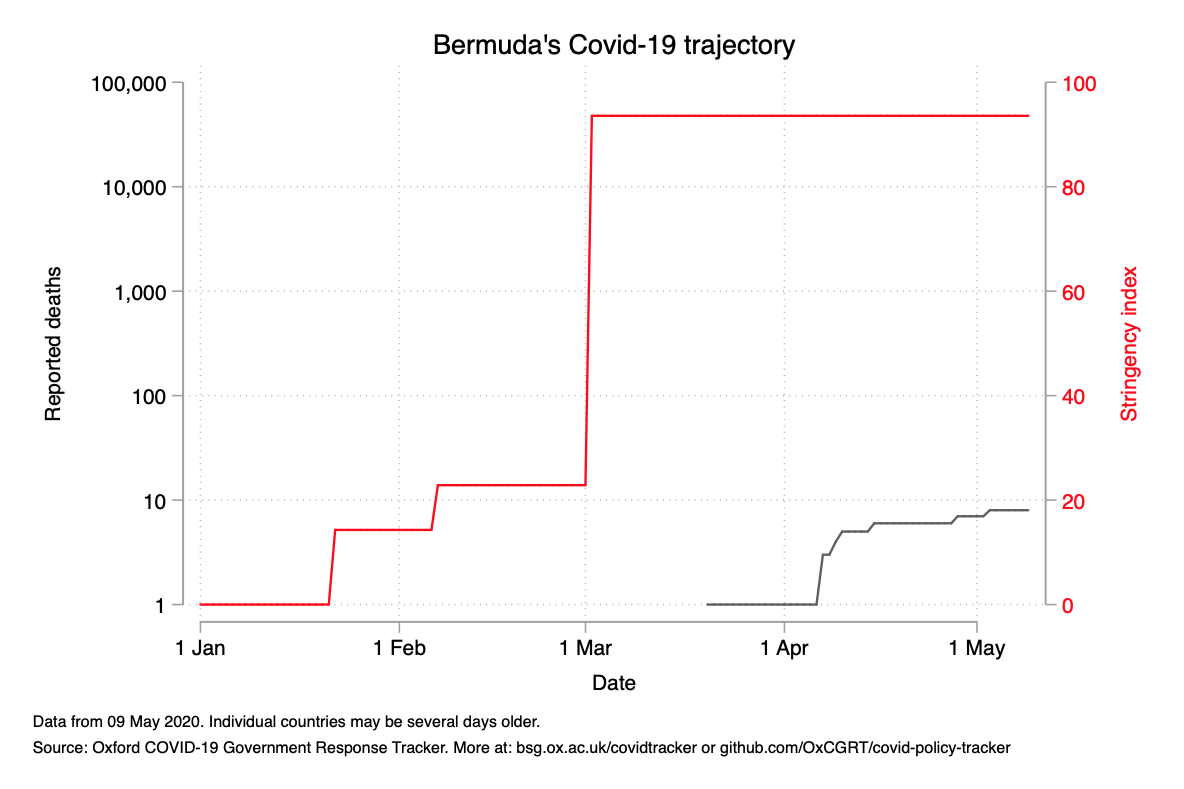 Bermuda's Covid-19 trajectory
100,000
10,000
1,000
100
10
1
Reported deaths
100
80
60
40
20
0
Stringency index
1 Jan
1 Feb
1 Mar
1 Apr
1 May
Date
Data from 09 May 2020. Individual countries may be several days older.
Source: Oxford COVID-19 Government Response Tracker. More at: bsg.ox.ac.uk/covidtracker or github.com/OxCGRT/covid-policy-tracker